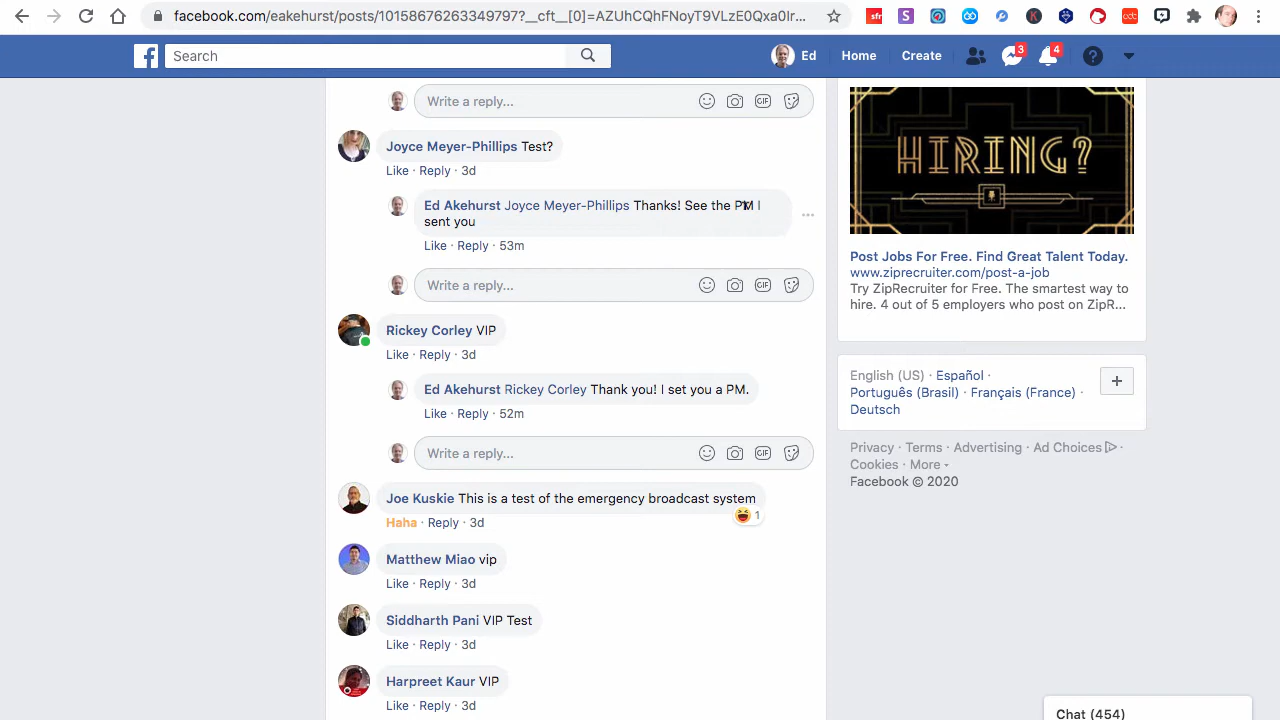 facebook.com/pakehurst/posts/10158626263349797?__cft__[0]=AZUhCQhFNoyT9VLzE0Qxa0Ir...
Search
Ed
Home
Create
3
4
Write a reply...
Joyce Meyer-Phillips Test?
Like · Reply · 3d
Ed Akehurst Joyce Meyer-Phillips Thanks! See the PM I
sent you
Like · Reply · 53m
Write a reply...
Rickey Corley VIP
Like · Reply · 3d
Ed Akehurst Rickey Corley Thank you! I set you a PM.
Like · Reply · 52m
Write a reply...
Joe Kuskie This is a test of the emergency broadcast system
1
Haha · Reply · 3d
Matthew Miao vip
Like · Reply · 3d
Siddharth Pani VIP Test
Like · Reply · 3d
Harpreet Kaur VIP
Like · Reply · 3d
HIRING?
Post Jobs For Free. Find Great Talent Today.
www.ziprecruiter.com/post-a-job
Try ZipRecruiter for Free. The smartest way to
hire. 4 out of 5 employers who post on ZipR...
English (US) · Español ·
Português (Brasil) · Français (France) ·
Deutsch
Privacy · Terms · Advertising · Ad Choices ·
Cookies · More
Facebook © 2020
Chat (454)
GIF
GIF
GIF
sfr
S
K
cdc